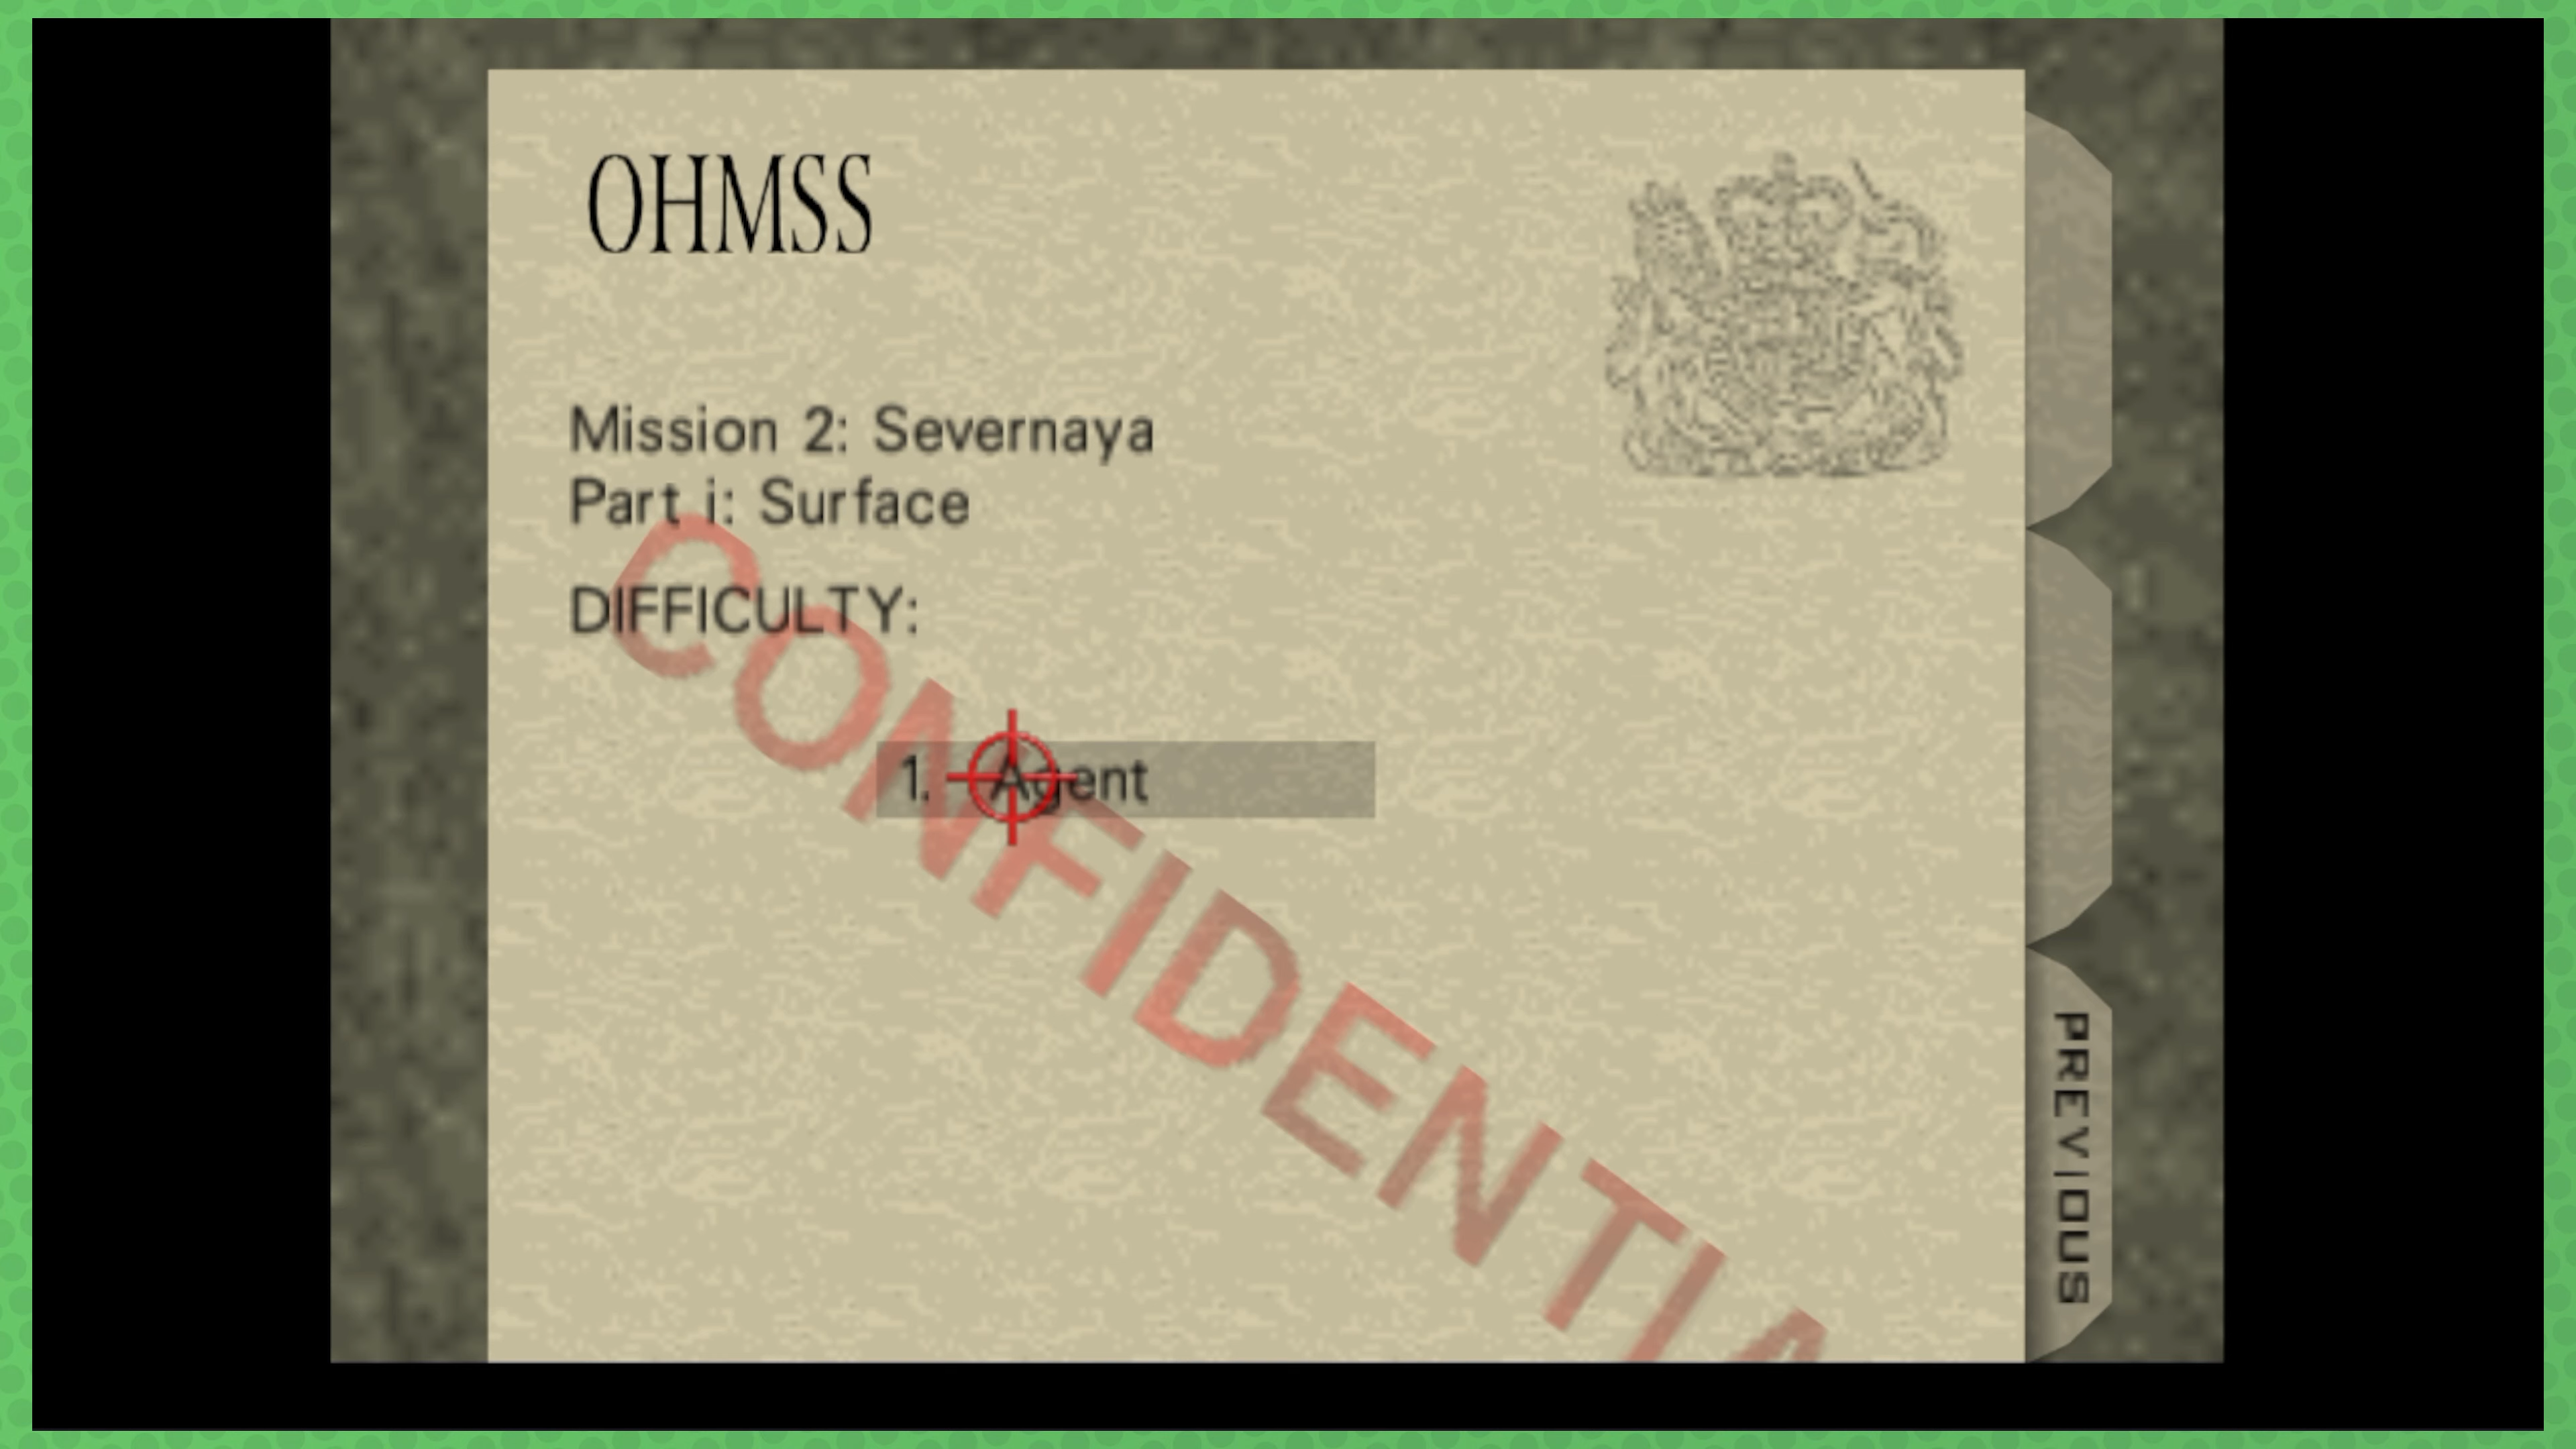 OHMSS
Mission 2: Severnaya
Part i: Surface
DIFFICULTY:
1. Agent
CONFIDENTIA
PREVIOUS